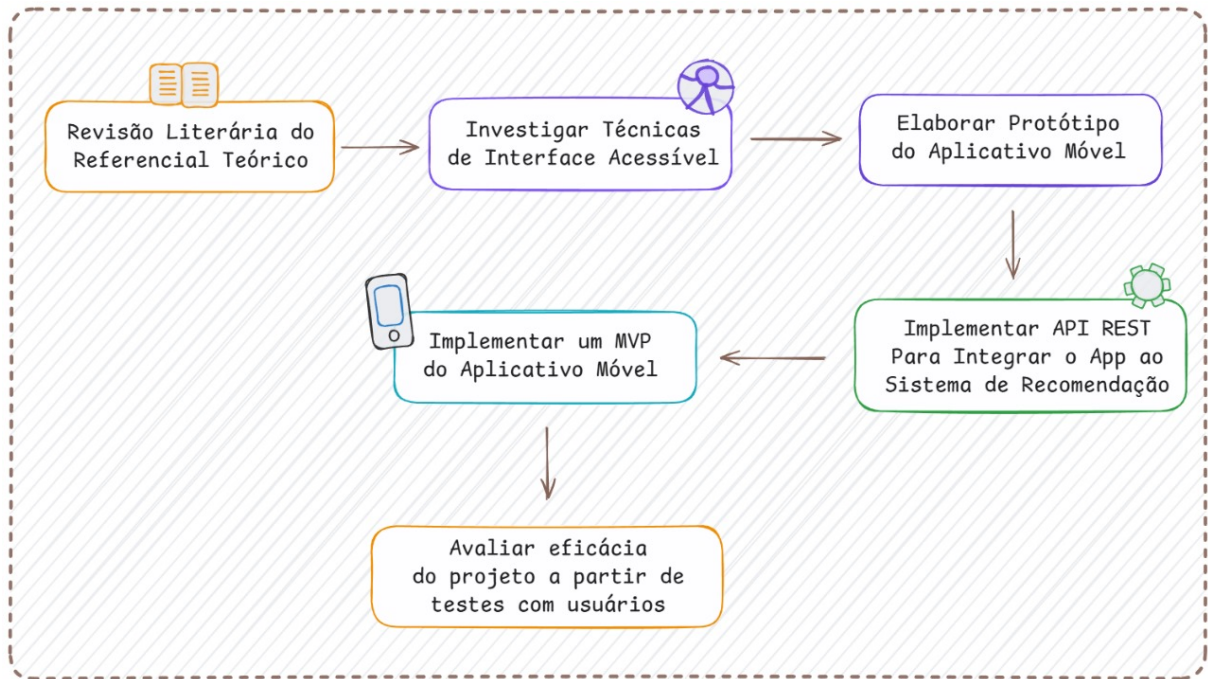 Revisão Literária do
Referencial Teórico
Investigar Técnicas
de Interface Acessível
Elaborar Protótipo
do Aplicativo Móvel
Implementar API REST
Para Integrar o App ao
Sistema de Recomendação
Implementar um MVP
do Aplicativo Móvel
Avaliar eficácia
do projeto a partir de
testes com usuários